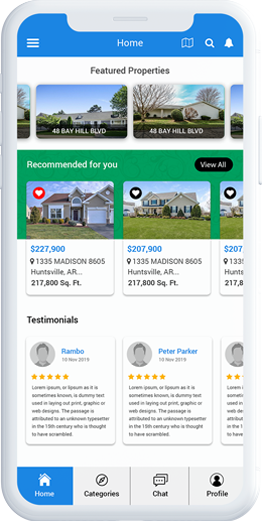 Home
Featured Properties
48 BAY HILL BLVD
48 BAY HILL BLVD
Recommended for you
View All
$227,900
1335 MADISON 8605
Huntsville, AR...
217,800 Sq. Ft.
$207,900
1335 MADISON 8605
Huntsville, AR...
217,800 Sq. Ft.
$207,
133
Huntsv
217,8
Testimonials
Rambo
10 Nov 2019
Lorem ipsum, or lipsum as it is
sometimes known, is dummy
text used in laying out print,
graphic or web designs. The
passage is attributed to an unknown typesetter
in the 15th century who is thought
to have scrambled.
Peter Parker
10 Nov 2019
Lorem ipsum, or lipsum as it is
sometimes known, is dummy text used in laying out print, graphic or
web designs. The passage is
attributed to an unknown typesetter
in the 15th century who is thought
to have scrambled.
Home
Categories
Chat
Profile